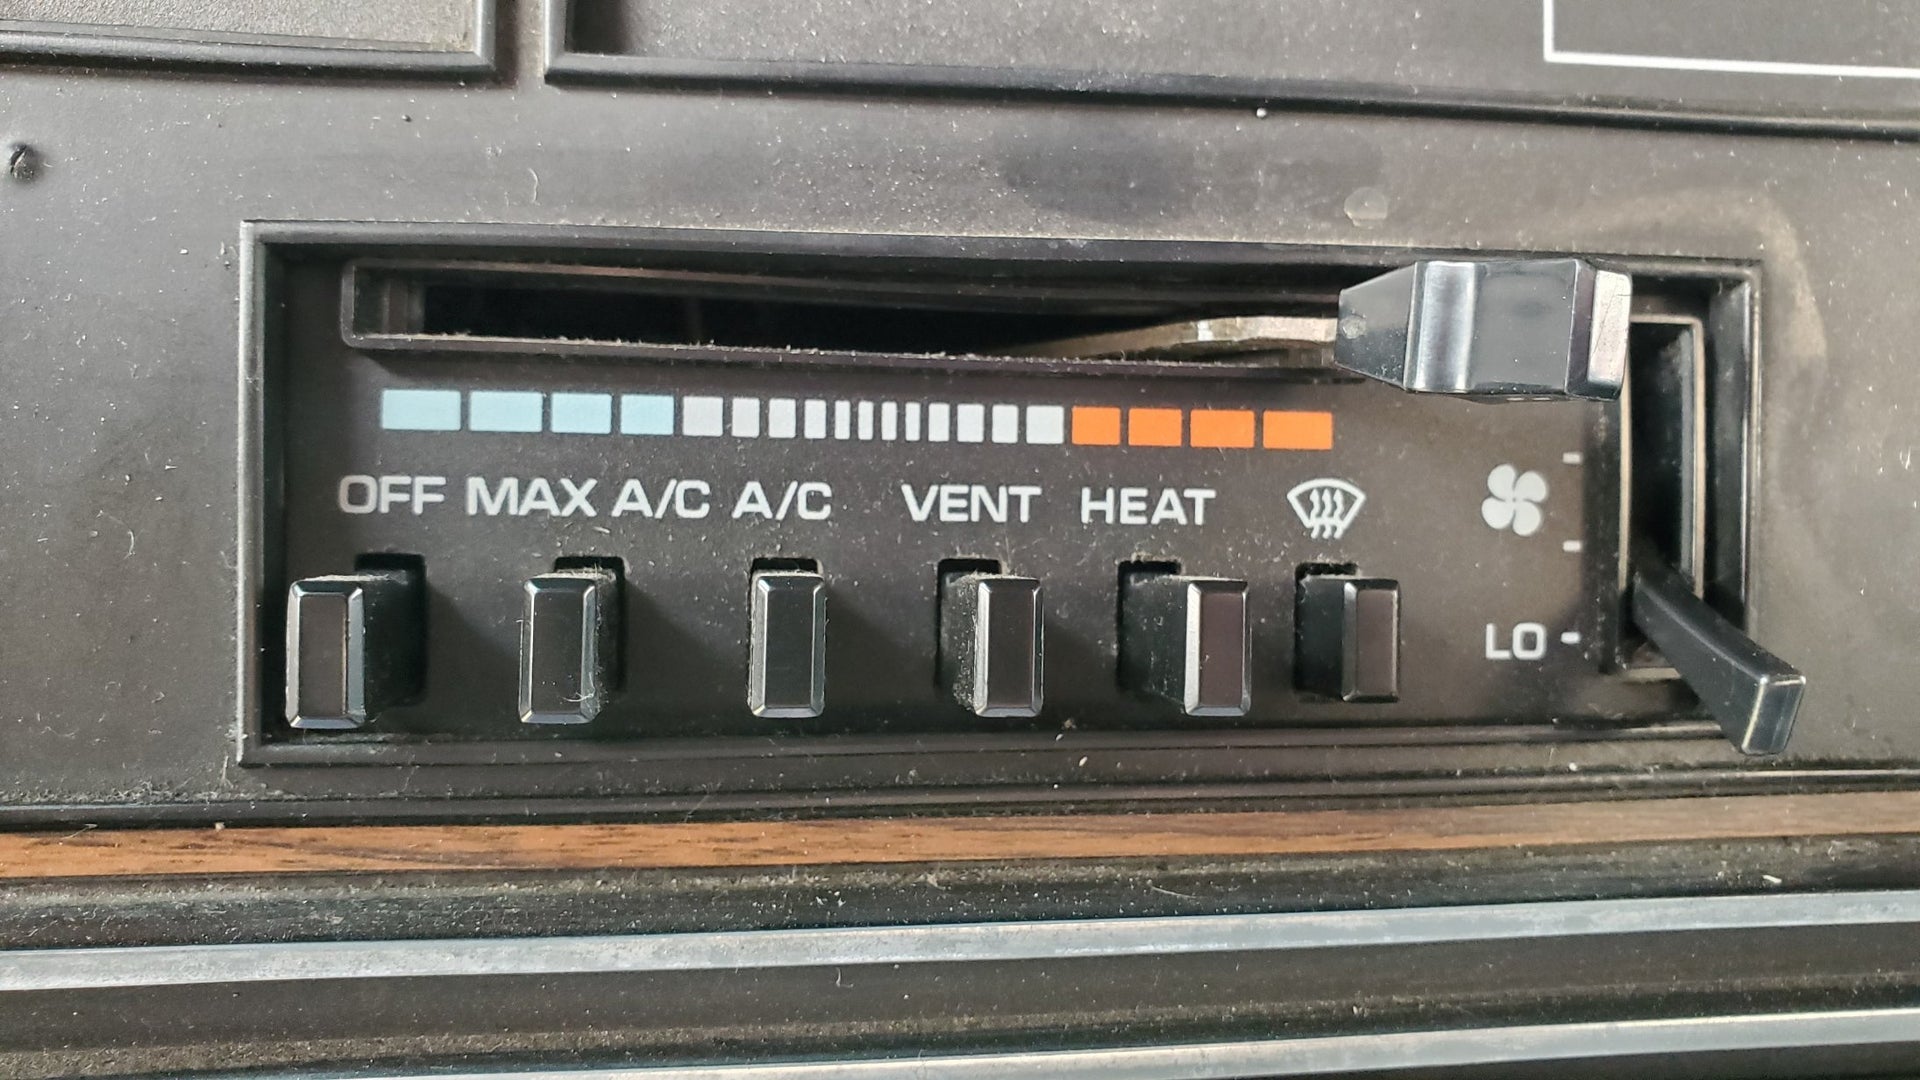 OFF MAX A/C A/C VENT HEAT
LO